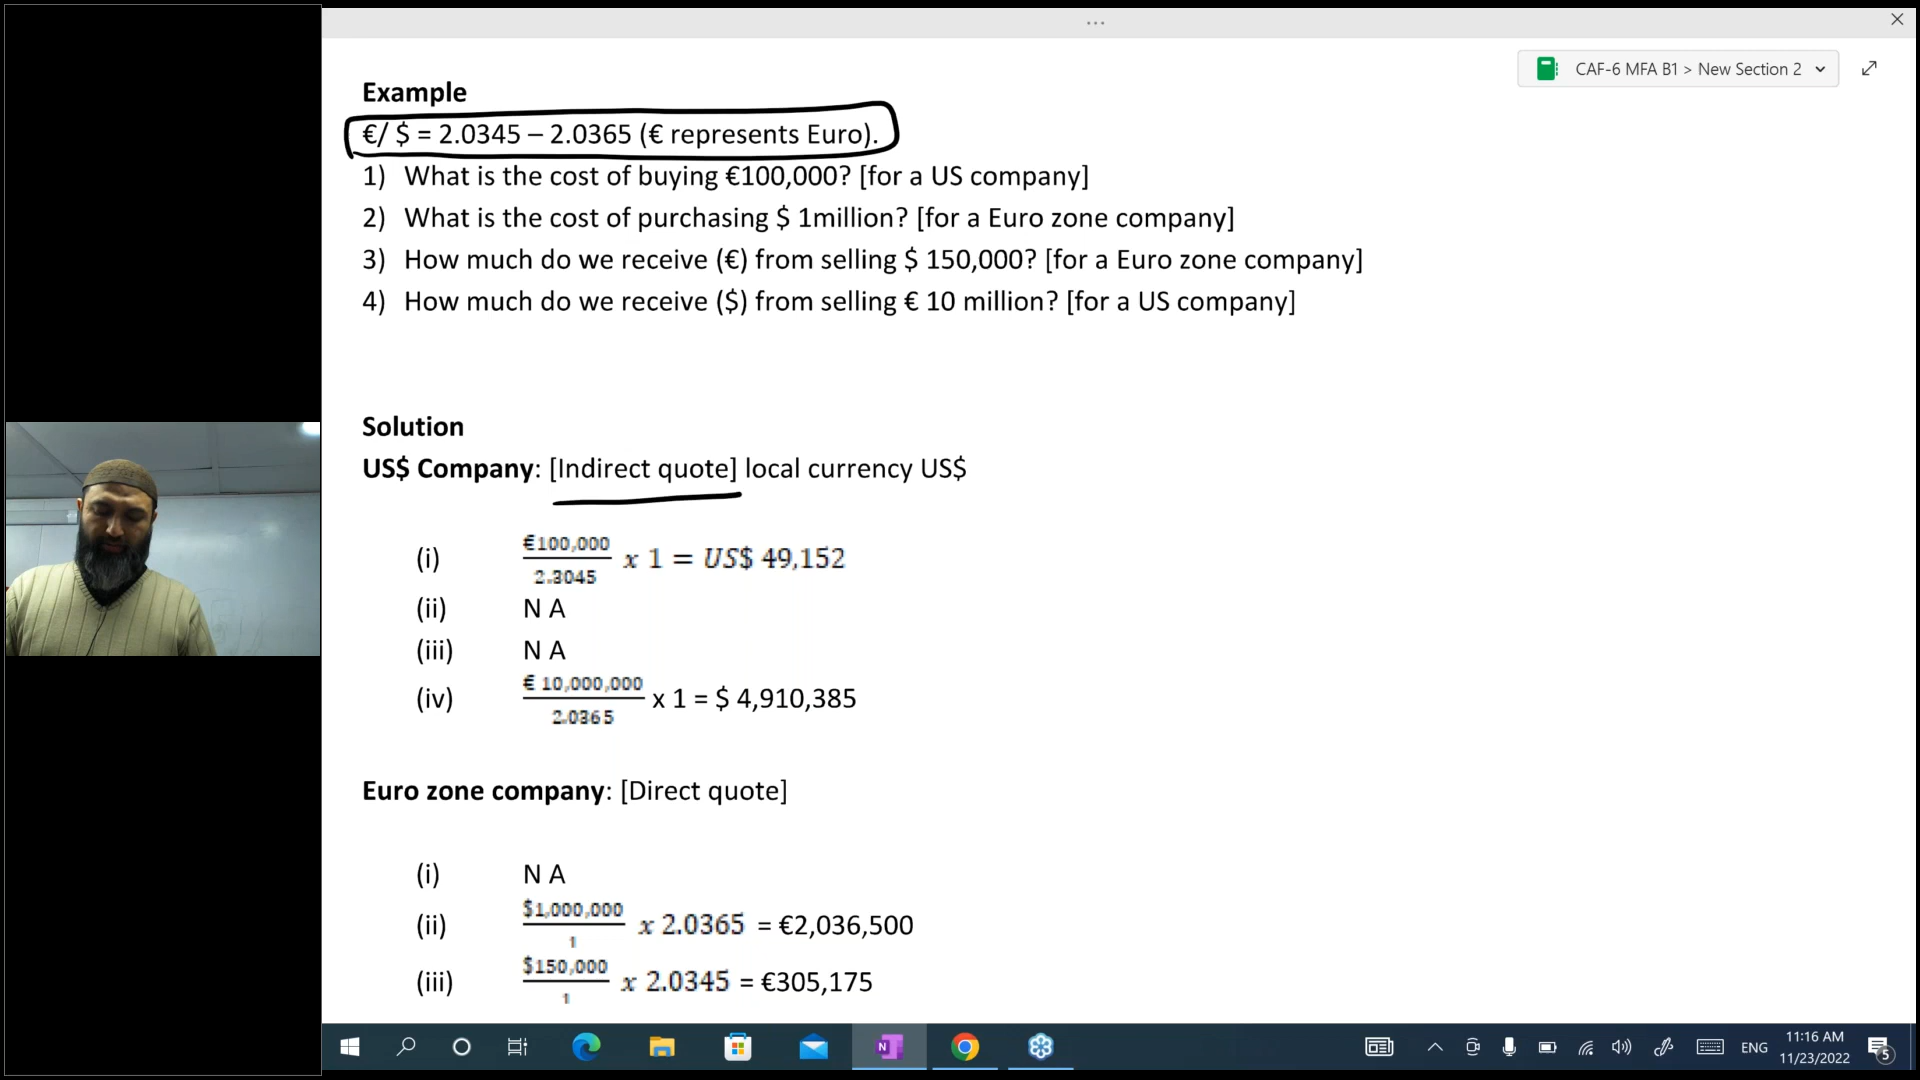 CAF-6 MFA B1 > New Section 2
Example
€/ $ = 2.0345 – 2.0365 (€ represents Euro).
1) What is the cost of buying €100,000? [for a US company]
2) What is the cost of purchasing $ 1million? [for a Euro zone company]
3) How much do we receive (€) from selling $ 150,000? [for a Euro zone company]
4) How much do we receive ($) from selling € 10 million? [for a US company]
Solution
US$ Company: [Indirect quote] local currency US$
(i) €100,000 / 2.3045 x 1 = US$ 49,152
(ii) N A
(iii) N A
(iv) € 10,000,000 / 2.0365 x 1 = $ 4,910,385
Euro zone company: [Direct quote]
(i) N A
(ii) $1,000,000 / 1 x 2.0365 = €2,036,500
(iii) $150,000 / 1 x 2.0345 = €305,175
ENG
11:16 AM
11/23/2022
5